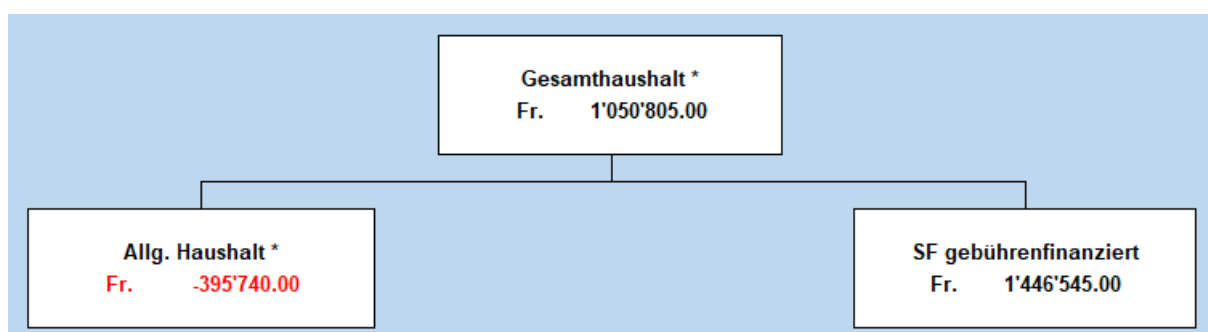 Gesamthaushalt *
Fr. 1'050'805.00
Allg. Haushalt *
Fr. -395'740.00
SF gebührenfinanziert
Fr. 1'446'545.00